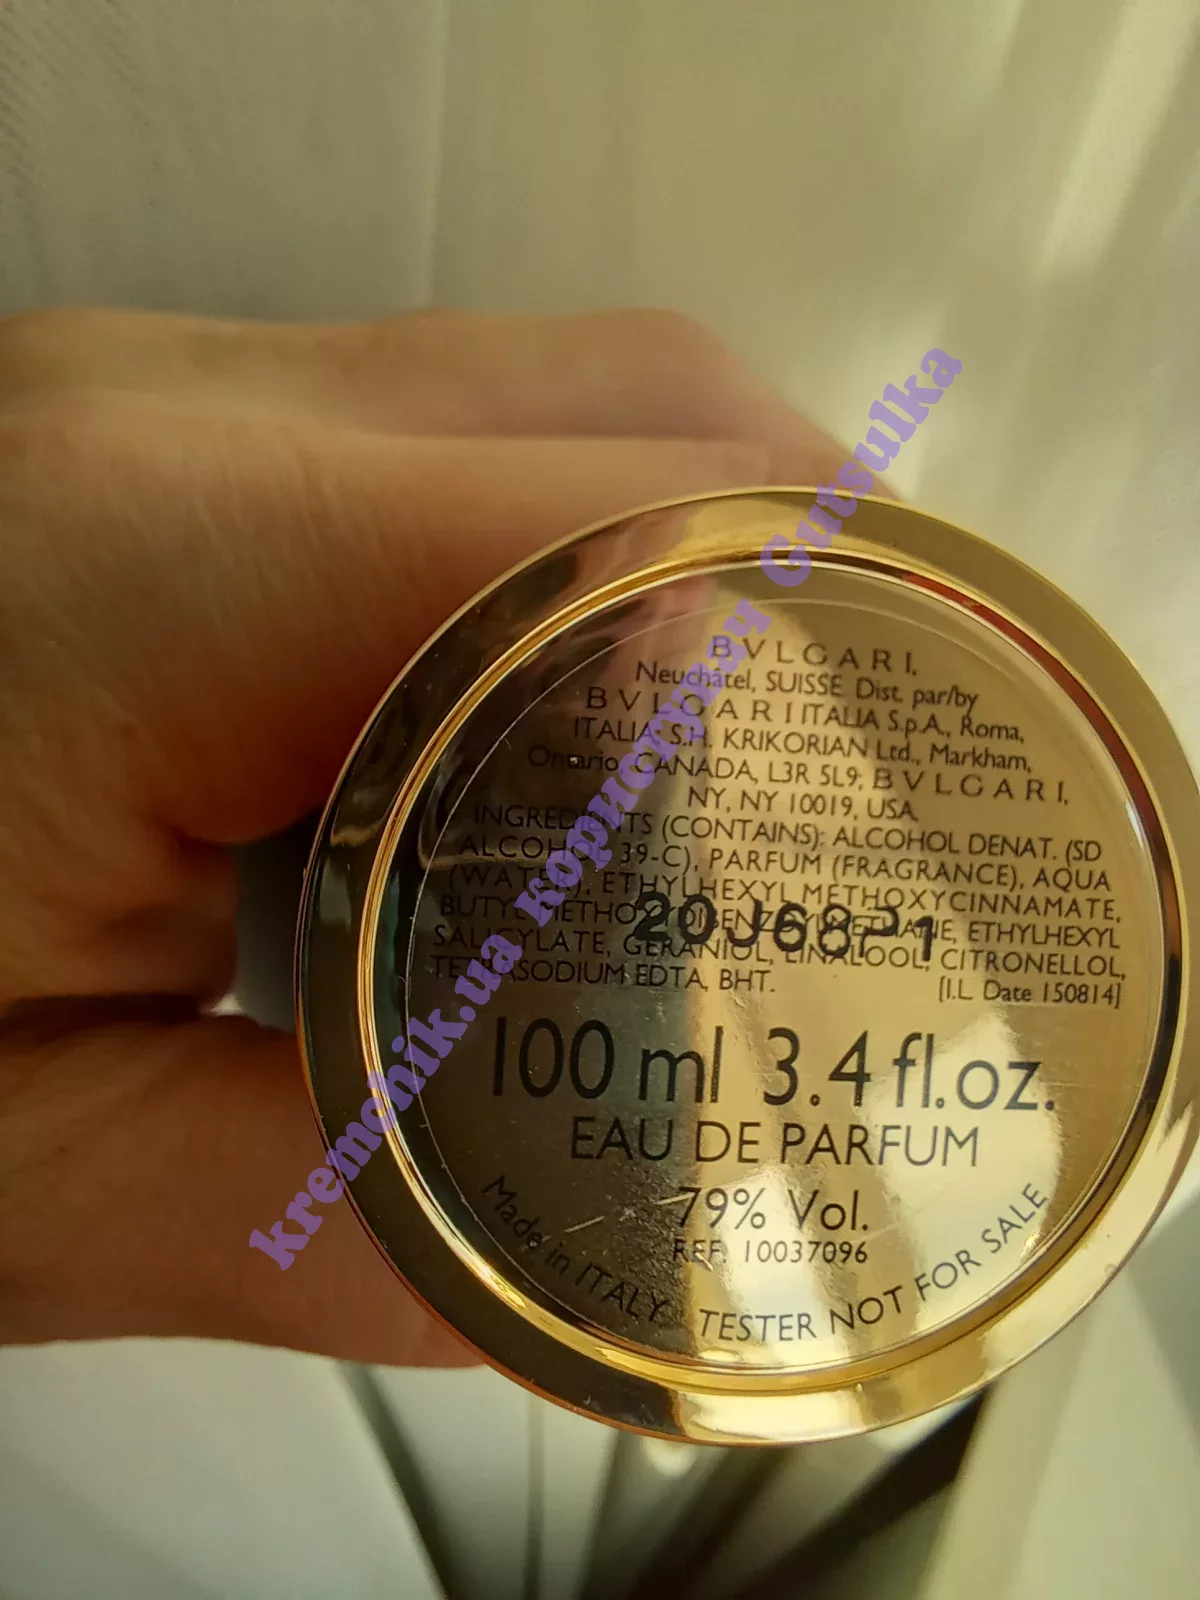 BVLGARI,
Neuchâtel, SUISSE. Dist. par/by
BVLGARI ITALIA S.p.A., Roma,
ITALIA; S.H. KRIKORIAN Ltd., Markham,
Ontario, CANADA, L3R 5L9; BVLGARI,
NY, NY 10019, USA
INGREDIENTS (CONTAINS): ALCOHOL DENAT. (SD
ALCOHOL 39-C), PARFUM (FRAGRANCE), AQUA
(WATER), ETHYLHEXYL METHOXYCINNAMATE,
BUTYL METHOXYDIBENZOYLMETHANE, ETHYLHEXYL
SALICYLATE, GERANIOL, LINALOOL, CITRONELLOL,
TETRASODIUM EDTA, BHT.
[I.L. Date 150814]
20J68P1
100 ml 3.4 fl.oz.
EAU DE PARFUM
79% Vol.
REF. 10037096
Made in ITALY
TESTER NOT FOR SALE
kremchik.ua користувач Gutsulka